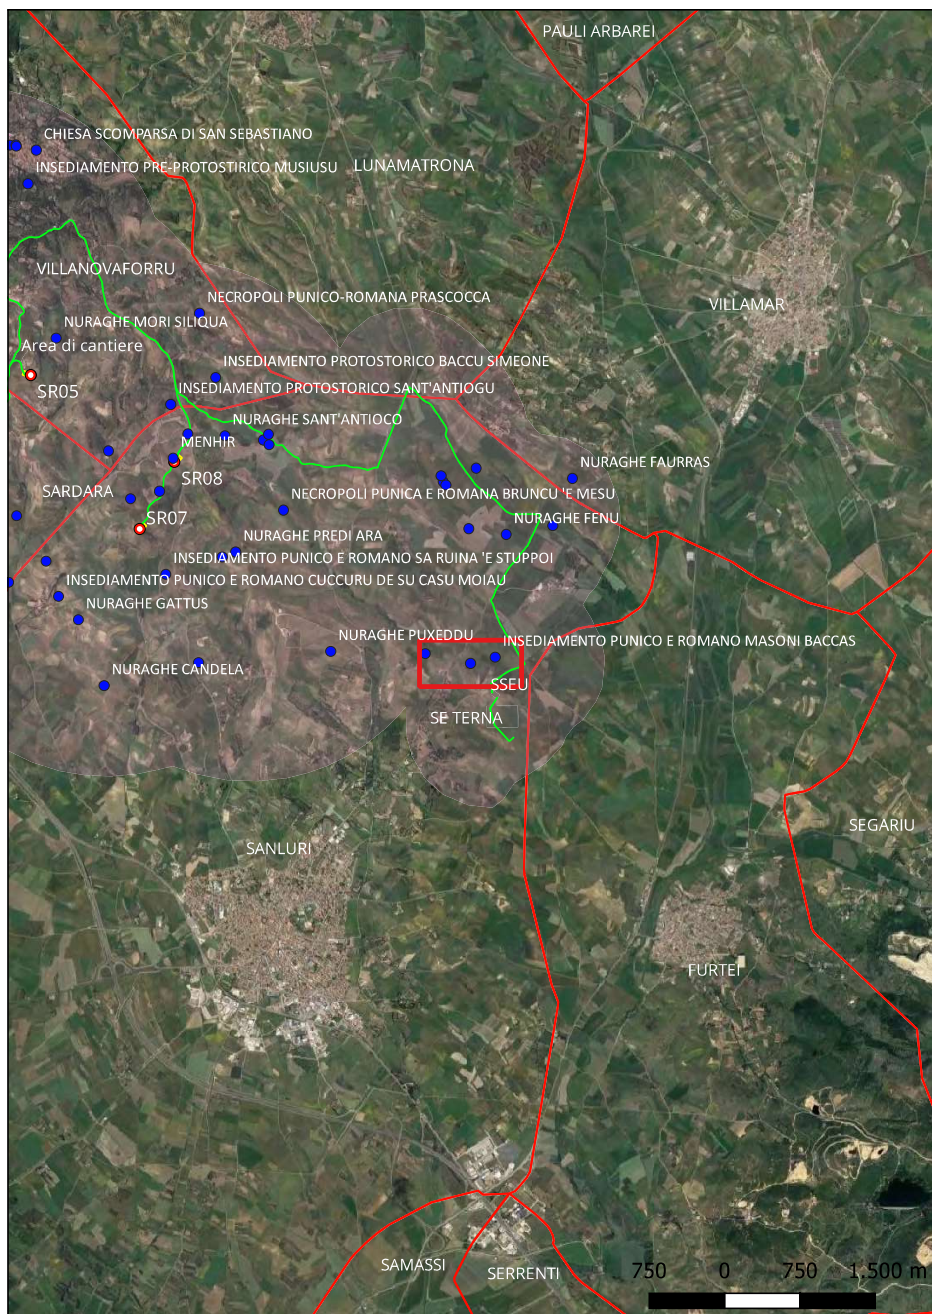 PAULI ARBAREI
CHIESA SCOMPARSA DI SAN SEBASTIANO
INSEDIAMENTO PRE-PROTOSTIRICO MUSIUSU
LUNAMATRONA
VILLANOVAFORRU
NECROPOLI PUNICO-ROMANA PRASCOCCA
VILLAMAR
NURAGHE MORI SILIQUA
Area di cantiere
INSEDIAMENTO PROTOSTORICO BACCU SIMEONE
SR05
INSEDIAMENTO PROTOSTORICO SANT'ANTIOGU
NURAGHE SANT'ANTIOCO
MENHIR
NURAGHE FAURRAS
SR08
SARDARA
NECROPOLI PUNICA E ROMANA BRUNCU 'E MESU
SR07
NURAGHE FENU
NURAGHE PREDI ARA
INSEDIAMENTO PUNICO E ROMANO SA RUINA 'E STUPPOI
INSEDIAMENTO PUNICO E ROMANO CUCCURU DE SU CASU MOIAU
NURAGHE GATTUS
NURAGHE PUXEDDU
INSEDIAMENTO PUNICO E ROMANO MASONI BACCAS
NURAGHE CANDELA
SSEU
SE TERNA
SEGARIU
SANLURI
FURTEI
SAMASSI
SERRENTI
750 0 750 1.500 m